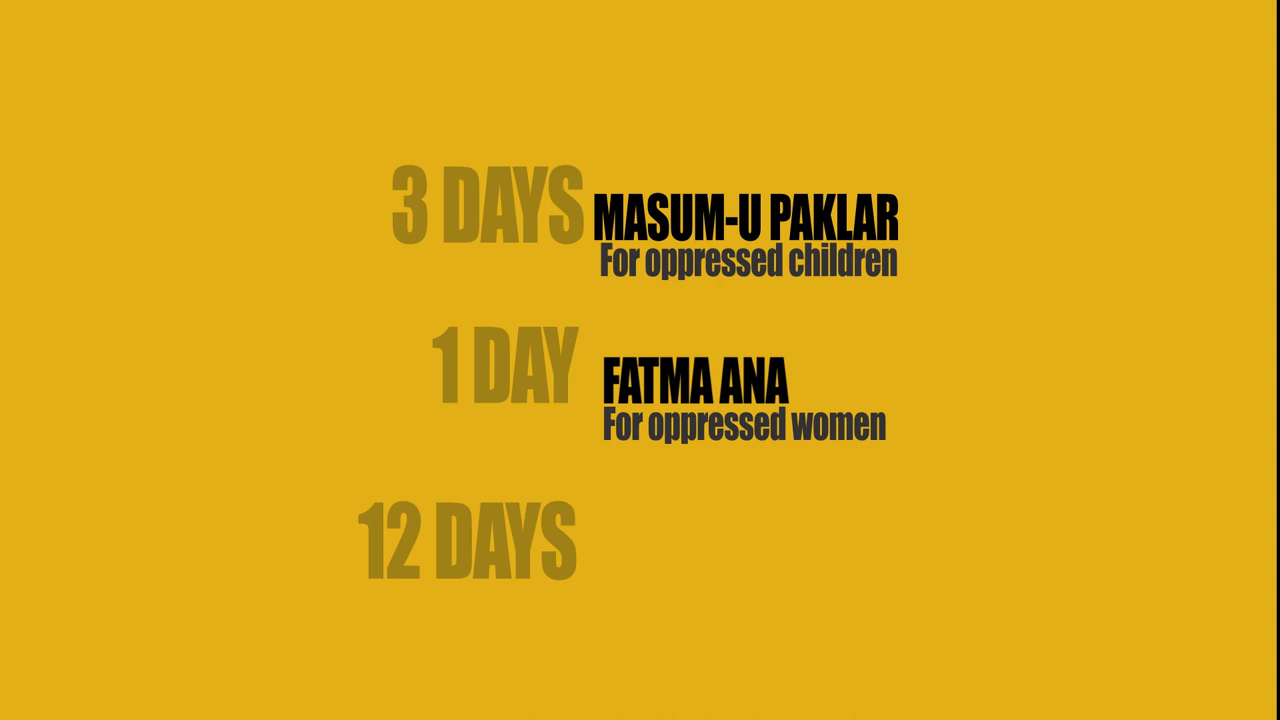 3 DAYS MASUM-U PAKLAR
For oppressed children
1 DAY FATMA ANA
For oppressed women
12 DAYS